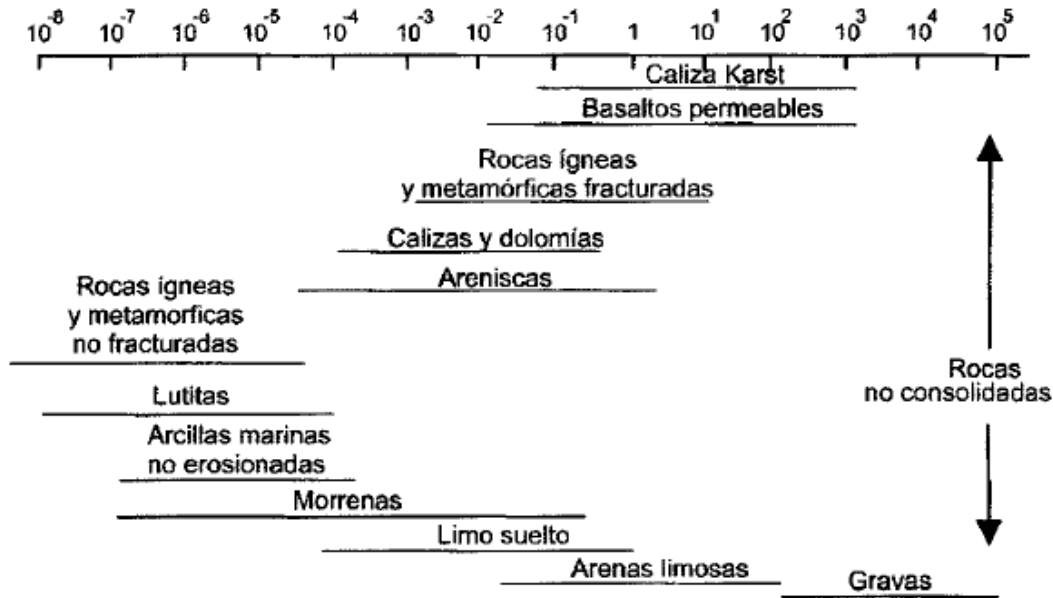 10⁻⁸ 10⁻⁷ 10⁻⁶ 10⁻⁵ 10⁻⁴ 10⁻³ 10⁻² 10⁻¹ 1 10¹ 10² 10³ 10⁴ 10⁵
Caliza Karst
Basaltos permeables
Rocas ígneas
y metamórficas fracturadas
Calizas y dolomías
Areniscas
Rocas igneas
y metamorficas
no fracturadas
Rocas
no consolidadas
Lutitas
Arcillas marinas
no erosionadas
Morrenas
Limo suelto
Arenas limosas
Gravas